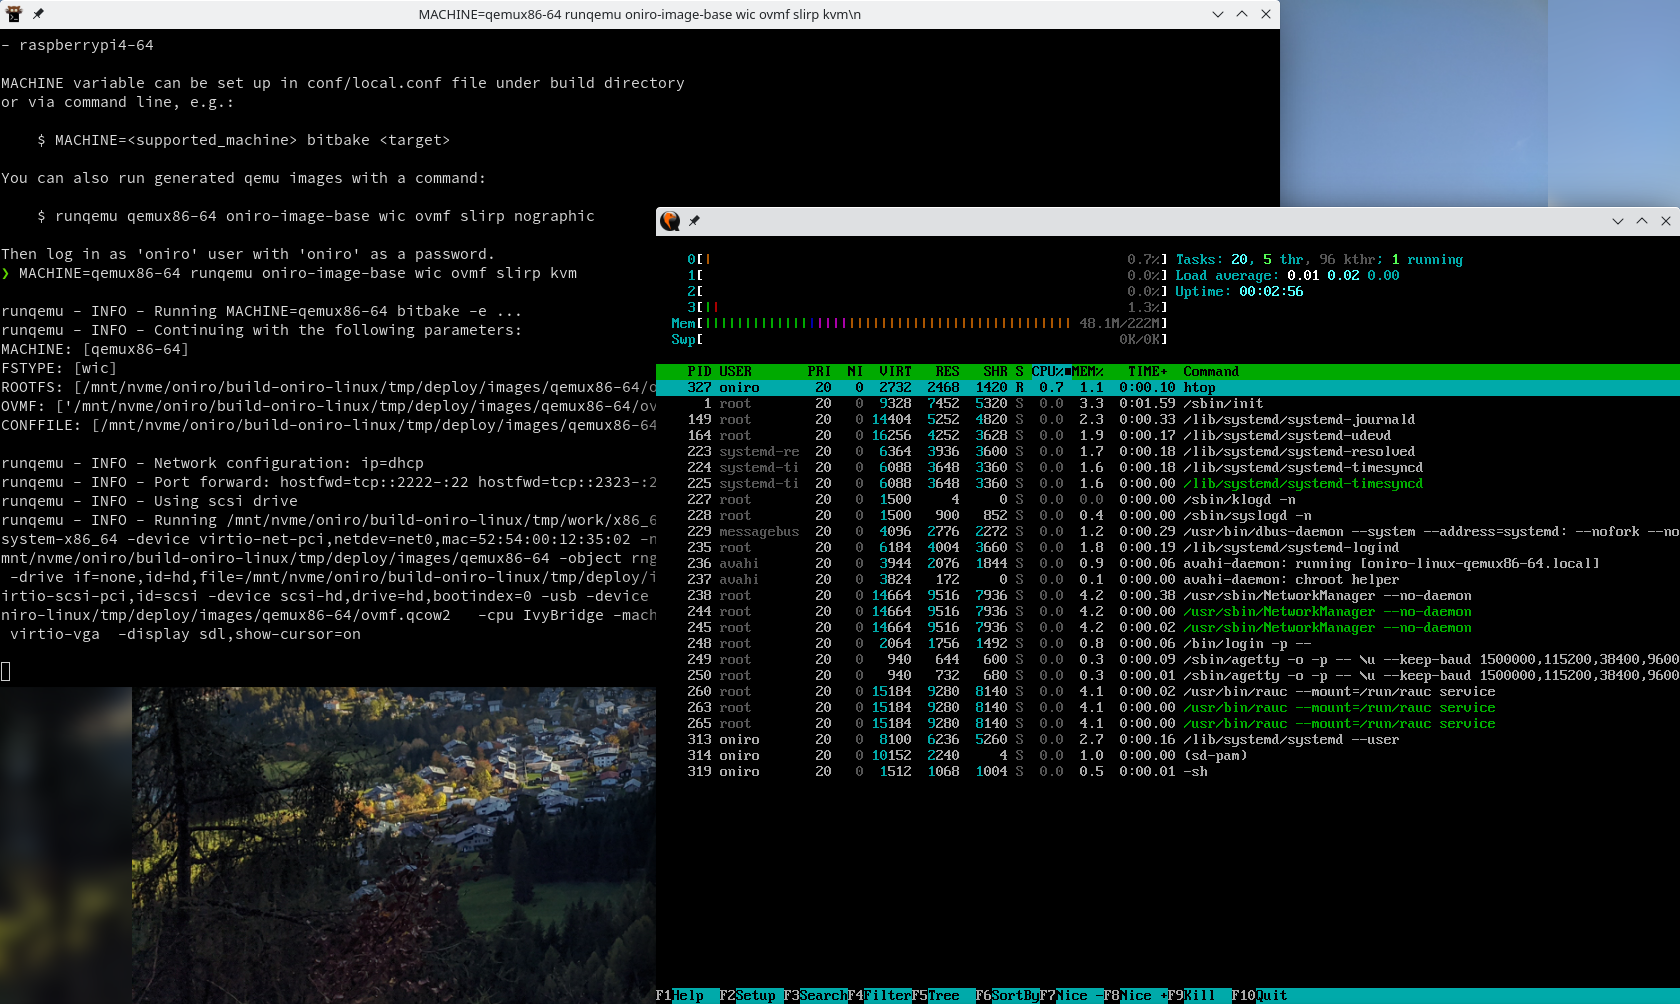 MACHINE=qemux86-64 runqemu oniro-image-base wic ovmf slirp kvm\n
- raspberrypi4-64
MACHINE variable can be set up in conf/local.conf file under build directory
or via command line, e.g.:
$ MACHINE=<supported_machine> bitbake <target>
You can also run generated qemu images with a command:
$ runqemu qemux86-64 oniro-image-base wic ovmf slirp nographic
Then log in as 'oniro' user with 'oniro' as a password.
❯ MACHINE=qemux86-64 runqemu oniro-image-base wic ovmf slirp kvm
runqemu - INFO - Running MACHINE=qemux86-64 bitbake -e ...
runqemu - INFO - Continuing with the following parameters:
MACHINE: [qemux86-64]
FSTYPE: [wic]
ROOTFS: [/mnt/nvme/oniro/build-oniro-linux/tmp/deploy/images/qemux86-64/o
OVMF: ['/mnt/nvme/oniro/build-oniro-linux/tmp/deploy/images/qemux86-64/ov
CONFFILE: [/mnt/nvme/oniro/build-oniro-linux/tmp/deploy/images/qemux86-64
runqemu - INFO - Network configuration: ip=dhcp
runqemu - INFO - Port forward: hostfwd=tcp::2222-:22 hostfwd=tcp::2323-:2
runqemu - INFO - Using scsi drive
runqemu - INFO - Running /mnt/nvme/oniro/build-oniro-linux/tmp/work/x86_6
system-x86_64 -device virtio-net-pci,netdev=net0,mac=52:54:00:12:35:02 -n
mnt/nvme/oniro/build-oniro-linux/tmp/deploy/images/qemux86-64 -object rng
-drive if=none,id=hd,file=/mnt/nvme/oniro/build-oniro-linux/tmp/deploy/i
irtio-scsi-pci,id=scsi -device scsi-hd,drive=hd,bootindex=0 -usb -device
niro-linux/tmp/deploy/images/qemux86-64/ovmf.qcow2 -cpu IvyBridge -mach
virtio-vga -display sdl,show-cursor=on
0[| 0.7%] Tasks: 20, 5 thr, 96 kthr; 1 running
1[ 0.0%] Load average: 0.01 0.02 0.00
2[ 0.0%] Uptime: 00:02:56
3[|| 1.3%]
Mem[|||||||||||||||||||||||||||||||||||||||||||||| 48.1M/222M]
Swp[ 0K/0K]
PID USER PRI NI VIRT RES SHR S CPU%■MEM% TIME+ Command
327 oniro 20 0 2732 2468 1420 R 0.7 1.1 0:00.10 htop
1 root 20 0 9328 7452 5320 S 0.0 3.3 0:01.59 /sbin/init
149 root 20 0 14404 5252 4820 S 0.0 2.3 0:00.33 /lib/systemd/systemd-journald
164 root 20 0 16256 4252 3628 S 0.0 1.9 0:00.17 /lib/systemd/systemd-udevd
223 systemd-re 20 0 6364 3936 3600 S 0.0 1.7 0:00.18 /lib/systemd/systemd-resolved
224 systemd-ti 20 0 6088 3648 3360 S 0.0 1.6 0:00.18 /lib/systemd/systemd-timesyncd
225 systemd-ti 20 0 6088 3648 3360 S 0.0 1.6 0:00.00 /lib/systemd/systemd-timesyncd
227 root 20 0 1500 4 0 S 0.0 0.0 0:00.00 /sbin/klogd -n
228 root 20 0 1500 900 852 S 0.0 0.4 0:00.00 /sbin/syslogd -n
229 messagebus 20 0 4096 2776 2272 S 0.0 1.2 0:00.29 /usr/bin/dbus-daemon --system --address=systemd: --nofork --no
235 root 20 0 6184 4004 3660 S 0.0 1.8 0:00.19 /lib/systemd/systemd-logind
236 avahi 20 0 3944 2076 1844 S 0.0 0.9 0:00.06 avahi-daemon: running [oniro-linux-qemux86-64.local]
237 avahi 20 0 3824 172 0 S 0.0 0.1 0:00.00 avahi-daemon: chroot helper
238 root 20 0 14664 9516 7936 S 0.0 4.2 0:00.38 /usr/sbin/NetworkManager --no-daemon
244 root 20 0 14664 9516 7936 S 0.0 4.2 0:00.00 /usr/sbin/NetworkManager --no-daemon
245 root 20 0 14664 9516 7936 S 0.0 4.2 0:00.02 /usr/sbin/NetworkManager --no-daemon
248 root 20 0 2064 1756 1492 S 0.0 0.8 0:00.06 /bin/login -p --
249 root 20 0 940 644 600 S 0.0 0.3 0:00.09 /sbin/agetty -o -p -- \u --keep-baud 1500000,115200,38400,9600
250 root 20 0 940 732 680 S 0.0 0.3 0:00.01 /sbin/agetty -o -p -- \u --keep-baud 1500000,115200,38400,9600
260 root 20 0 15184 9280 8140 S 0.0 4.1 0:00.02 /usr/bin/rauc --mount=/run/rauc service
263 root 20 0 15184 9280 8140 S 0.0 4.1 0:00.00 /usr/bin/rauc --mount=/run/rauc service
265 root 20 0 15184 9280 8140 S 0.0 4.1 0:00.00 /usr/bin/rauc --mount=/run/rauc service
313 oniro 20 0 8100 6236 5260 S 0.0 2.7 0:00.16 /lib/systemd/systemd --user
314 oniro 20 0 10152 2240 4 S 0.0 1.0 0:00.00 (sd-pam)
319 oniro 20 0 1512 1068 1004 S 0.0 0.5 0:00.01 -sh
F1Help F2Setup F3SearchF4FilterF5Tree F6SortByF7Nice -F8Nice +F9Kill F10Quit